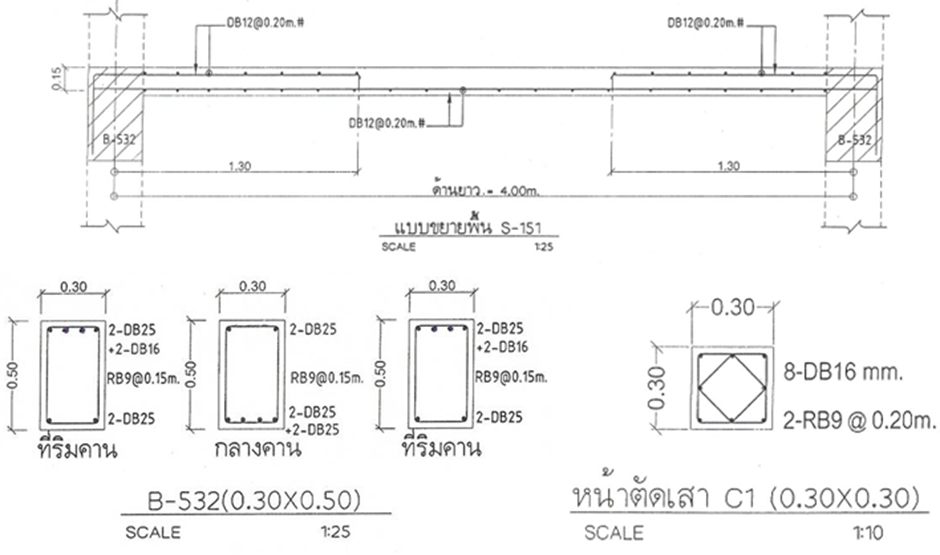 DB12@0.20m.#
DB12@0.20m.#
0.15
DB12@0.20m.#
B-532
B-532
1.30
1.30
ด้านยาว = 4.00m.
แบบขยายพื้น S-151
SCALE 1:25
0.30
0.30
0.30
0.50
2-DB25
+2-DB16
RB9@0.15m.
2-DB25
ที่ริมคาน
0.50
2-DB25
RB9@0.15m.
2-DB25
+2-DB25
กลางคาน
0.50
2-DB25
+2-DB16
RB9@0.15m.
2-DB25
ที่ริมคาน
B-532(0.30X0.50)
SCALE 1:25
0.30
0.30
8-DB16 mm.
2-RB9 @ 0.20m.
หน้าตัดเสา C1 (0.30X0.30)
SCALE 1:10